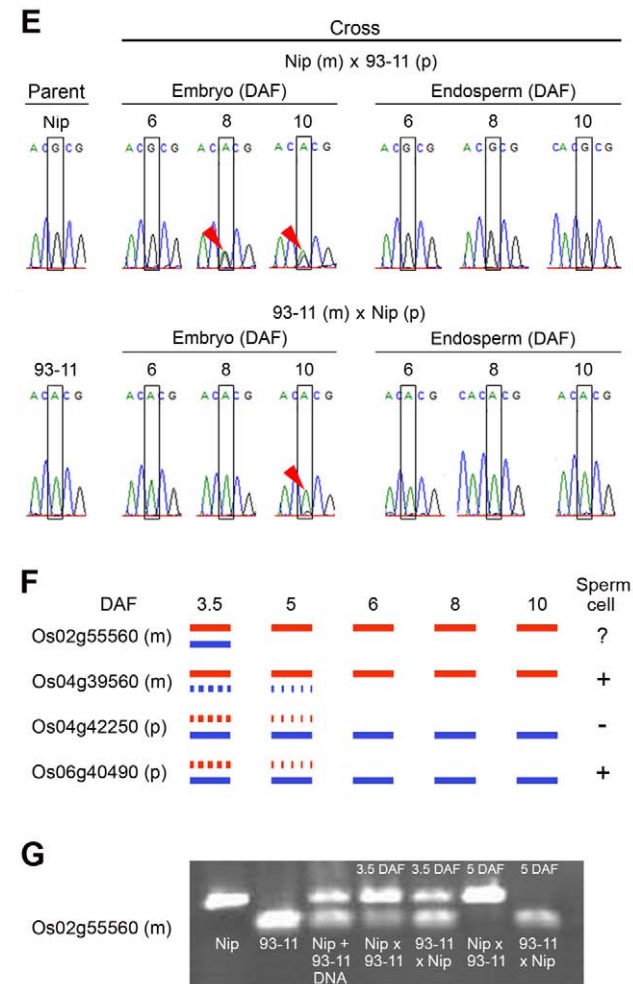 E
Cross
Nip (m) x 93-11 (p)
Parent Embryo (DAF) Endosperm (DAF)
Nip 6 8 10 6 8 10
A C G C G A C G C G A C A C G A C A C G A C G C G A C G C G C A C G C G
93-11 (m) x Nip (p)
Embryo (DAF) Endosperm (DAF)
93-11 6 8 10 6 8 10
A C A C G A C A C G A C A C G A C A C G A C A C G C A C A C G A C A C G
F
Sperm
DAF 3.5 5 6 8 10 cell
Os02g55560 (m) ?
Os04g39560 (m) +
Os04g42250 (p) -
Os06g40490 (p) +
G
3.5 DAF 3.5 DAF 5 DAF 5 DAF
Os02g55560 (m)
Nip 93-11 Nip + Nip x 93-11 Nip x 93-11
93-11 93-11 x Nip 93-11 x Nip
DNA